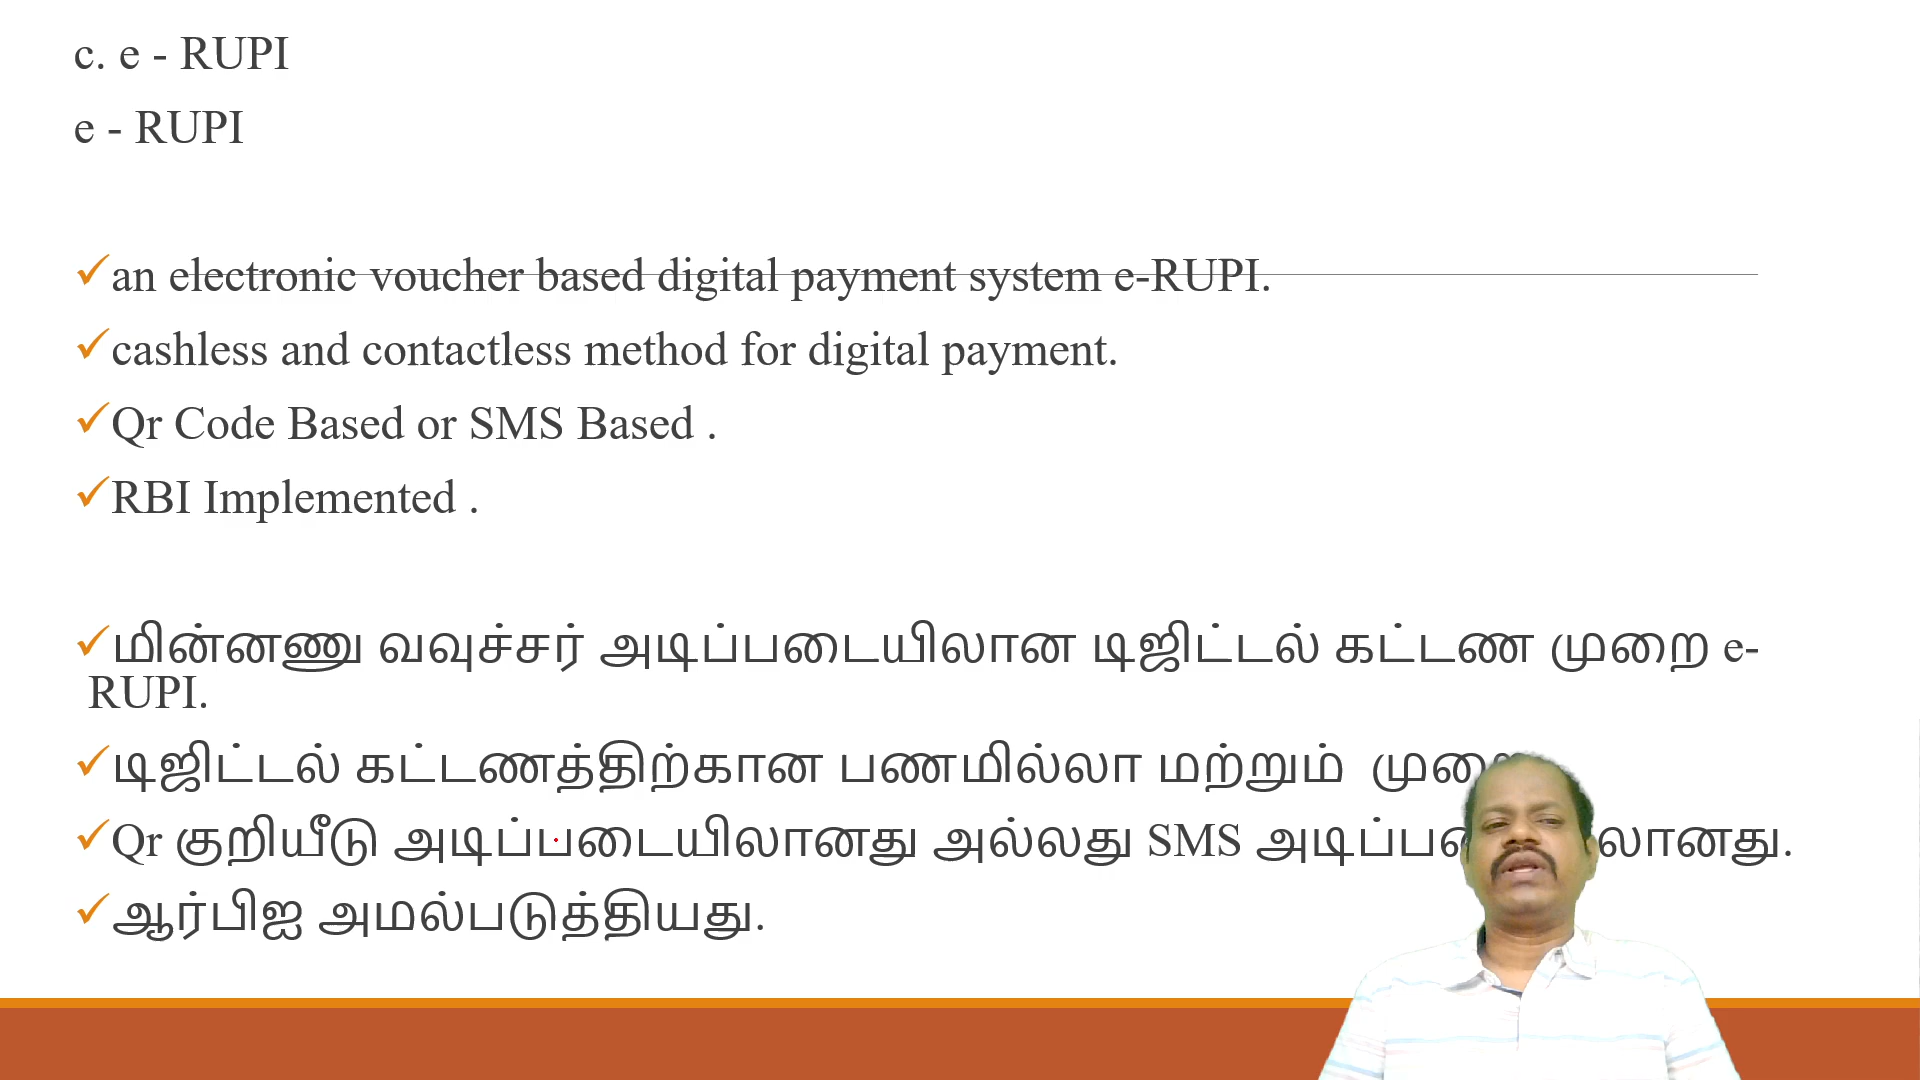 c. e - RUPI
e - RUPI
✓an electronic voucher based digital payment system e-RUPI.
✓cashless and contactless method for digital payment.
✓Qr Code Based or SMS Based .
✓RBI Implemented .
✓மின்னணு வவுச்சர் அடிப்படையிலான டிஜிட்டல் கட்டண முறை e-
RUPI.
✓டிஜிட்டல் கட்டணத்திற்கான பணமில்லா மற்றும் முறை
✓Qr குறியீடு அடிப்படையிலானது அல்லது SMS
✓ஆர்பிஐ அமல்படுத்தியது.